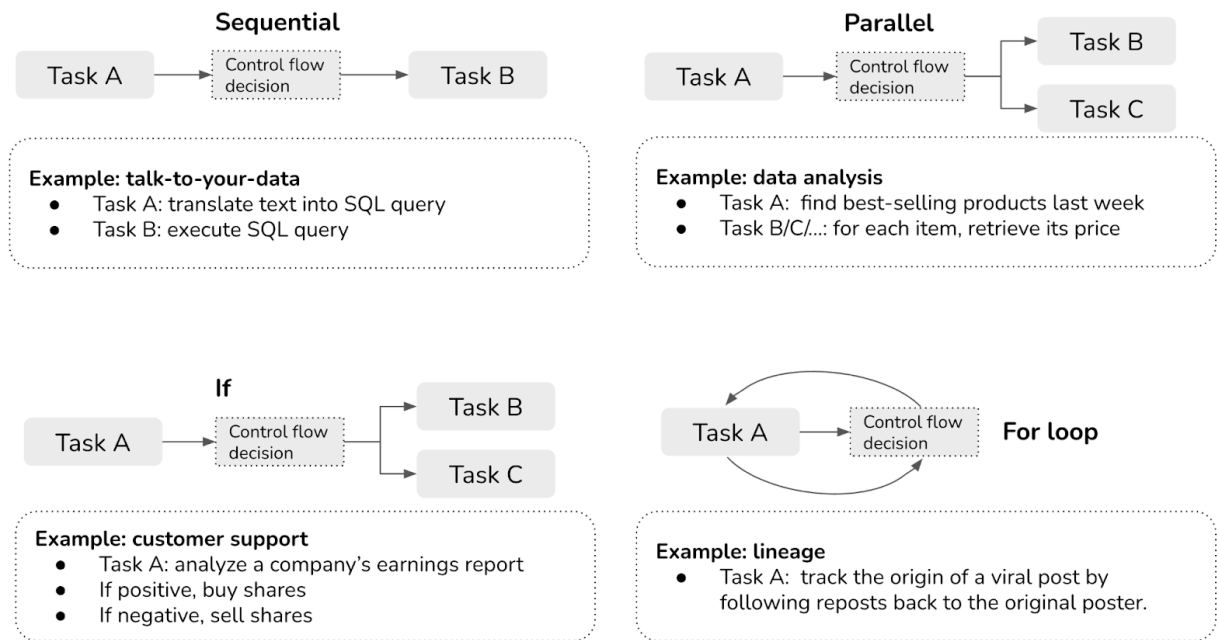 Sequential
Task A
Control flow
decision
Task B
Example: talk-to-your-data
● Task A: translate text into SQL query
● Task B: execute SQL query
Parallel
Task A
Control flow
decision
Task B
Task C
Example: data analysis
● Task A:  find best-selling products last week
● Task B/C/...: for each item, retrieve its price
If
Task A
Control flow
decision
Task B
Task C
Example: customer support
● Task A: analyze a company’s earnings report
● If positive, buy shares
● If negative, sell shares
Task A
Control flow
decision
For loop
Example: lineage
● Task A:  track the origin of a viral post by
following reposts back to the original poster.